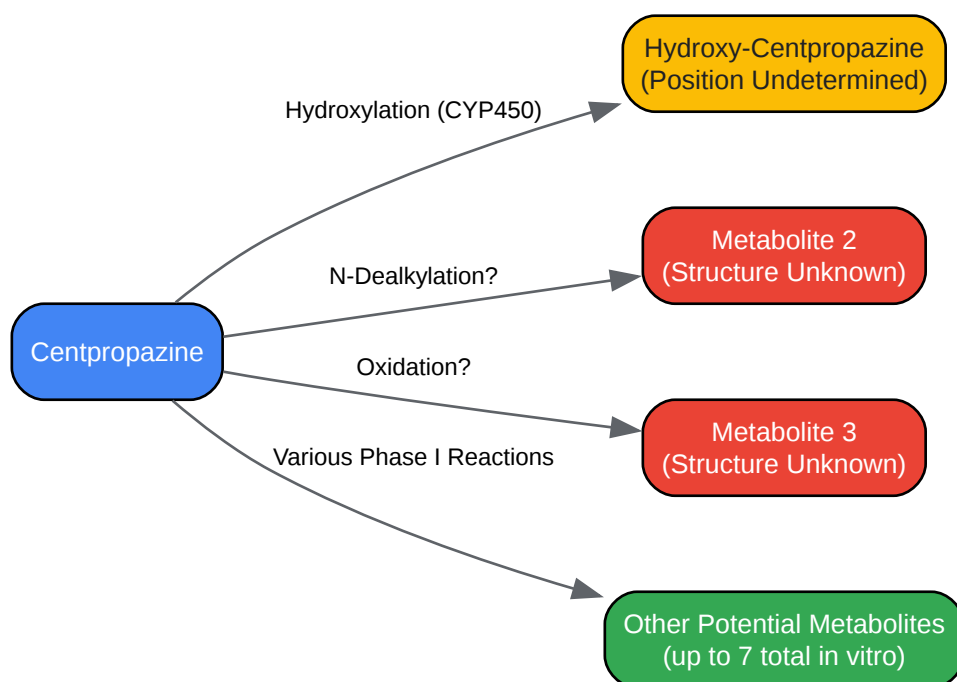 Hydroxy-Centpropazine
(Position Undetermined)
Hydroxylation (CYP450)
Metabolite 2
(Structure Unknown)
N-Dealkylation?
Centpropazine
Oxidation?
Metabolite 3
(Structure Unknown)
Various Phase I Reactions
Other Potential Metabolites
(up to 7 total in vitro)